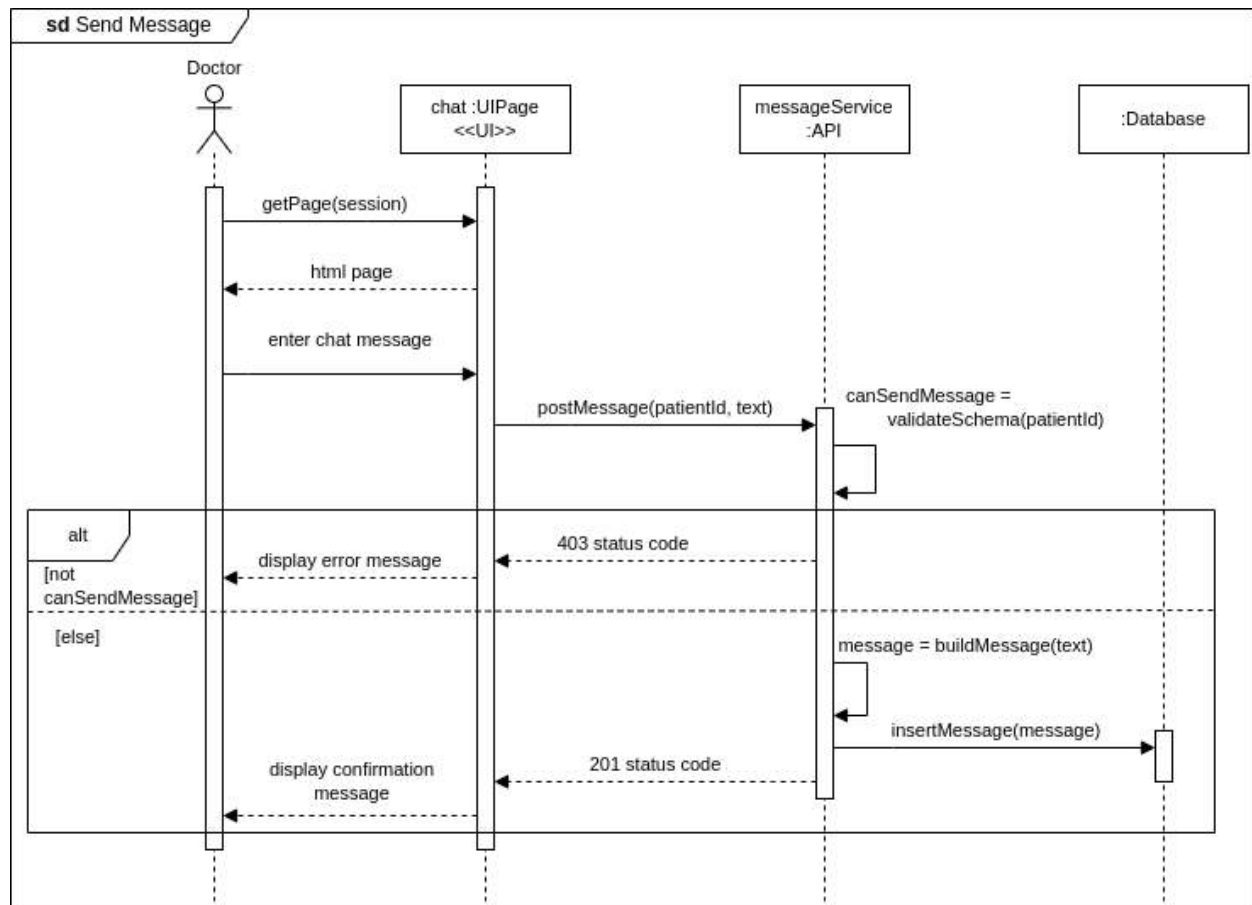 sd Send Message
Doctor
chat :UIPage
<<UI>>
messageService
:API
:Database
getPage(session)
html page
enter chat message
postMessage(patientId, text)
canSendMessage =
validateSchema(patientId)
alt
[not
canSendMessage]
403 status code
display error message
[else]
message = buildMessage(text)
insertMessage(message)
201 status code
display confirmation
message